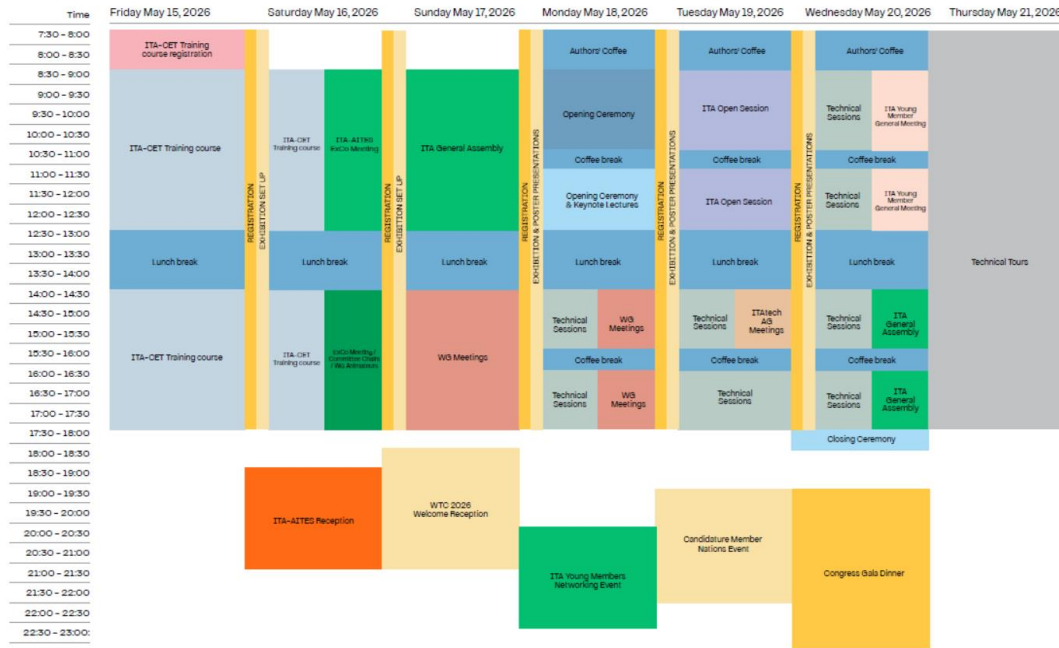 Time
Friday May 15, 2026
Saturday May 16, 2026
Sunday May 17, 2026
Monday May 18, 2026
Tuesday May 19, 2026
Wednesday May 20, 2026
Thursday May 21, 2026
7:30 - 8:00
8:00 - 8:30
8:30 - 9:00
9:00 - 9:30
9:30 - 10:00
10:00 - 10:30
10:30 - 11:00
11:00 - 11:30
11:30 - 12:00
12:00 - 12:30
12:30 - 13:00
13:00 - 13:30
13:30 - 14:00
14:00 - 14:30
14:30 - 15:00
15:00 - 15:30
15:30 - 16:00
16:00 - 16:30
16:30 - 17:00
17:00 - 17:30
17:30 - 18:00
18:00 - 18:30
18:30 - 19:00
19:00 - 19:30
19:30 - 20:00
20:00 - 20:30
20:30 - 21:00
21:00 - 21:30
21:30 - 22:00
22:00 - 22:30
22:30 - 23:00:
ITA-CET Training
course registration
ITA-CET Training course
Lunch break
ITA-CET Training course
REGISTRATION
EXHIBITION SET UP
ITA-CET
Training course
ITA-AITES
ExCo Meeting
Lunch break
ITA-CET
Training course
ExCo Meeting /
Committee Chairs
/ WG Animateurs
ITA-AITES Reception
REGISTRATION
EXHIBITION SET UP
ITA General Assembly
Lunch break
WG Meetings
WTC 2026
Welcome Reception
REGISTRATION
EXHIBITION & POSTER PRESENTATIONS
Authors' Coffee
Opening Ceremony
Coffee break
Opening Ceremony
& Keynote Lectures
Lunch break
Technical
Sessions
WG
Meetings
Coffee break
Technical
Sessions
WG
Meetings
ITA Young Members
Networking Event
REGISTRATION
EXHIBITION & POSTER PRESENTATIONS
Authors' Coffee
ITA Open Session
Coffee break
ITA Open Session
Lunch break
Technical
Sessions
ITAtech
AG
Meetings
Coffee break
Technical
Sessions
Candidature Member
Nations Event
REGISTRATION
EXHIBITION & POSTER PRESENTATIONS
Authors' Coffee
Technical
Sessions
ITA Young
Member
General Meeting
Coffee break
Technical
Sessions
ITA Young
Member
General Meeting
Lunch break
Technical
Sessions
ITA
General
Assembly
Coffee break
Technical
Sessions
ITA
General
Assembly
Closing Ceremony
Congress Gala Dinner
Technical Tours